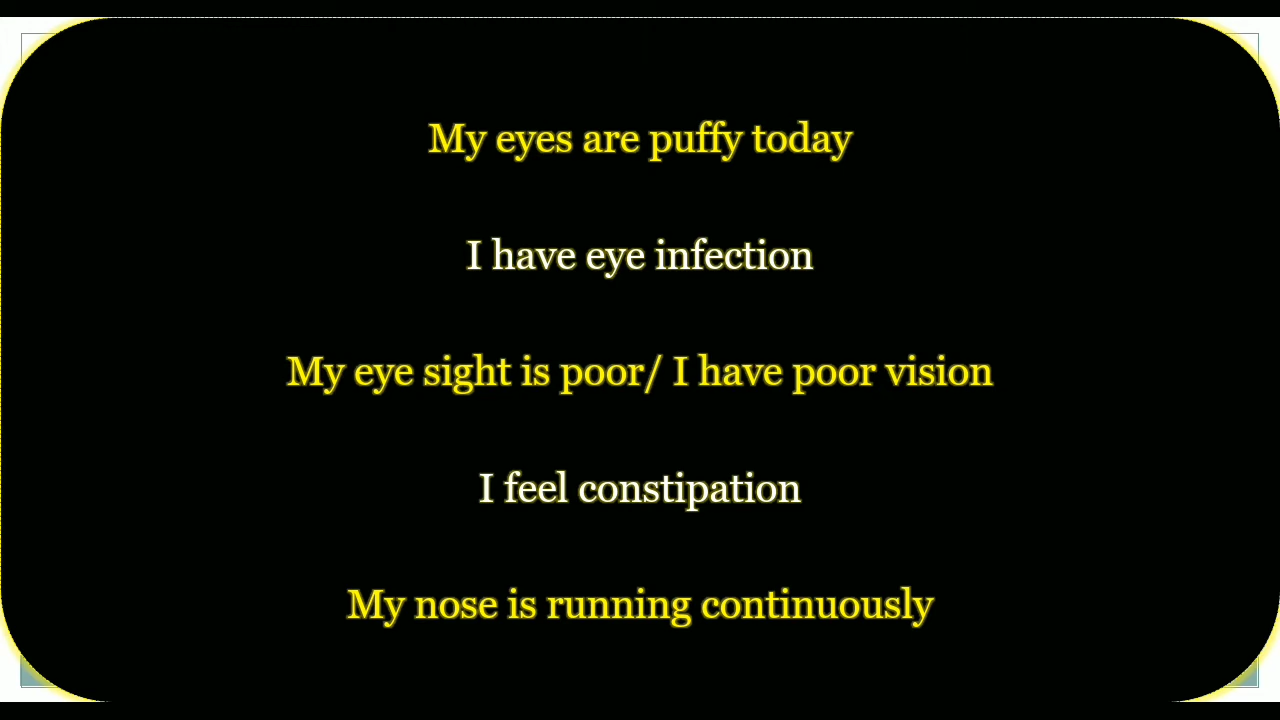 My eyes are puffy today
I have eye infection
My eye sight is poor/ I have poor vision
I feel constipation
My nose is running continuously